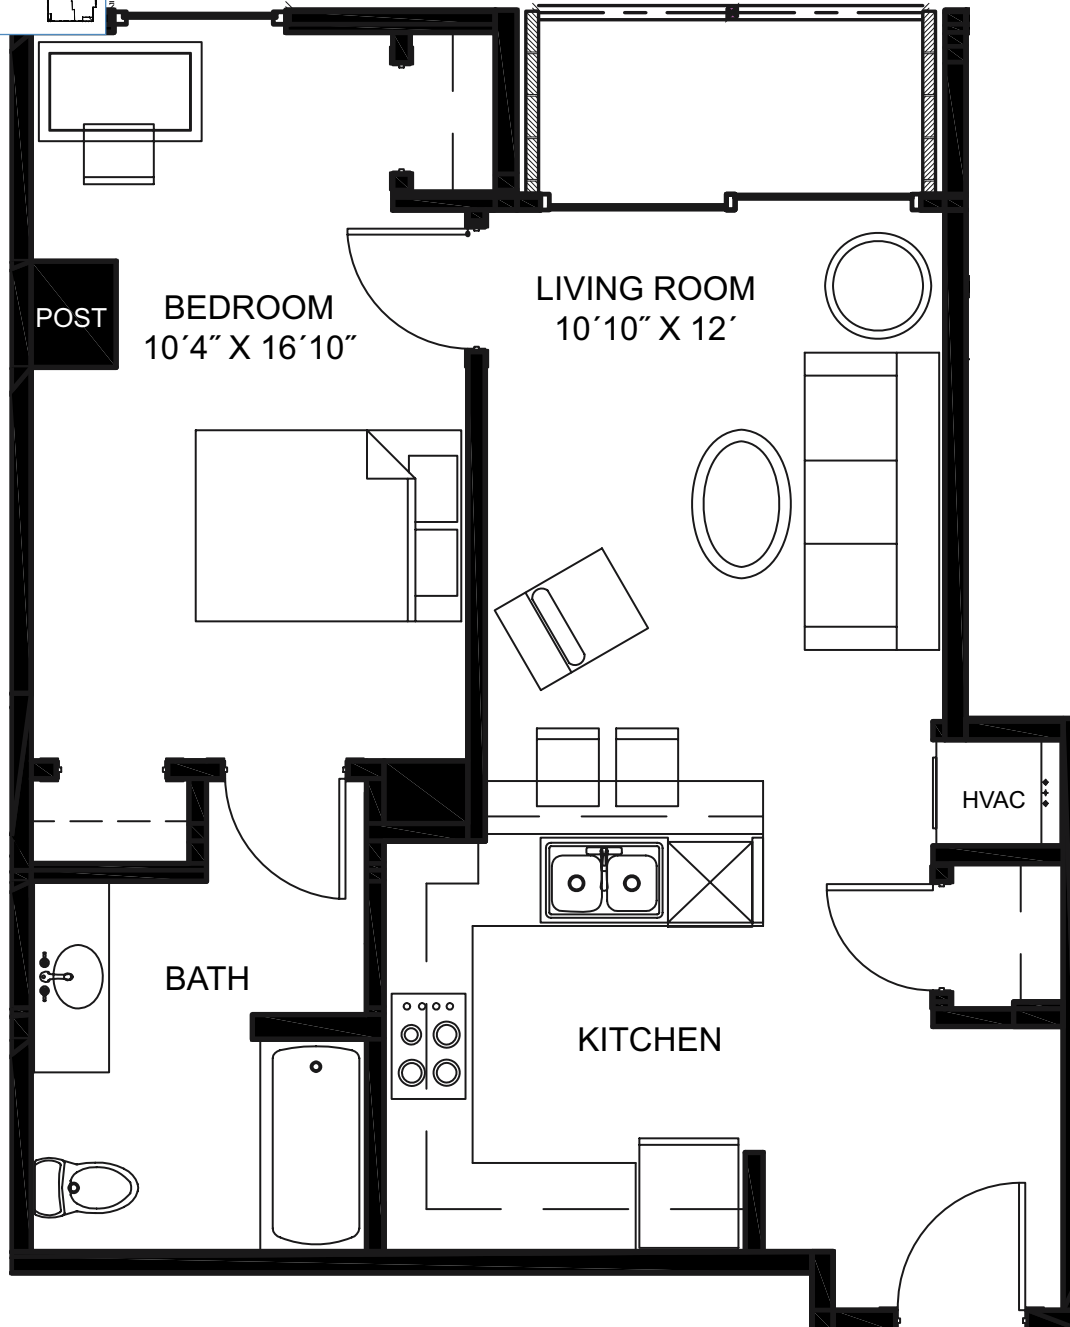 POST
BEDROOM
10´4˝ X 16´10˝
LIVING ROOM
10´10˝ X 12´
HVAC
BATH
KITCHEN